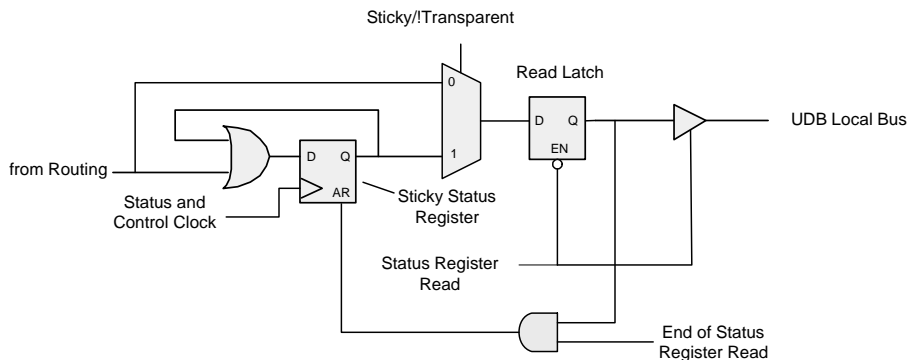 Sticky/!Transparent
Read Latch
0
D Q
UDB Local Bus
EN
D Q
1
from Routing
AR
Status and
Control Clock
Sticky Status
Register
Status Register
Read
End of Status
Register Read